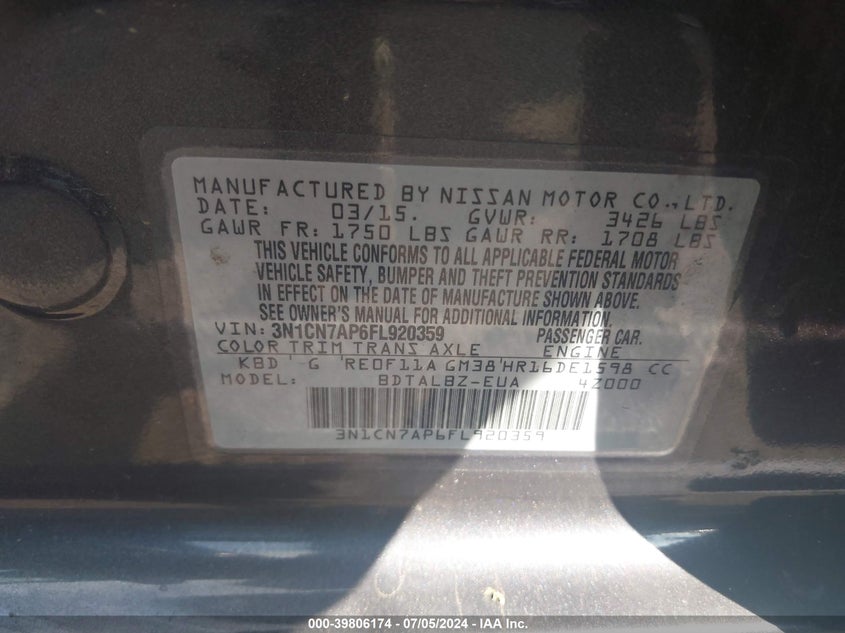 MANUFACTURED BY NISSAN MOTOR CO., LTD.
DATE: 03/15. GVWR: 3426 LBS
GAWR FR: 1750 LBS GAWR RR: 1708 LBS
THIS VEHICLE CONFORMS TO ALL APPLICABLE FEDERAL MOTOR
VEHICLE SAFETY, BUMPER AND THEFT PREVENTION STANDARDS
IN EFFECT ON THE DATE OF MANUFACTURE SHOWN ABOVE.
SEE OWNER'S MANUAL FOR ADDITIONAL INFORMATION.
VIN: 3N1CN7AP6FL920359 PASSENGER CAR.
COLOR TRIM TRANS AXLE ENGINE
KBD G RE0F11A GM38 HR16DE1598 CC
MODEL: BDTALBZ-EUA 4Z000
3N1CN7AP6FL920359
000-39806174 | 07/05/2024 - IAA Inc.